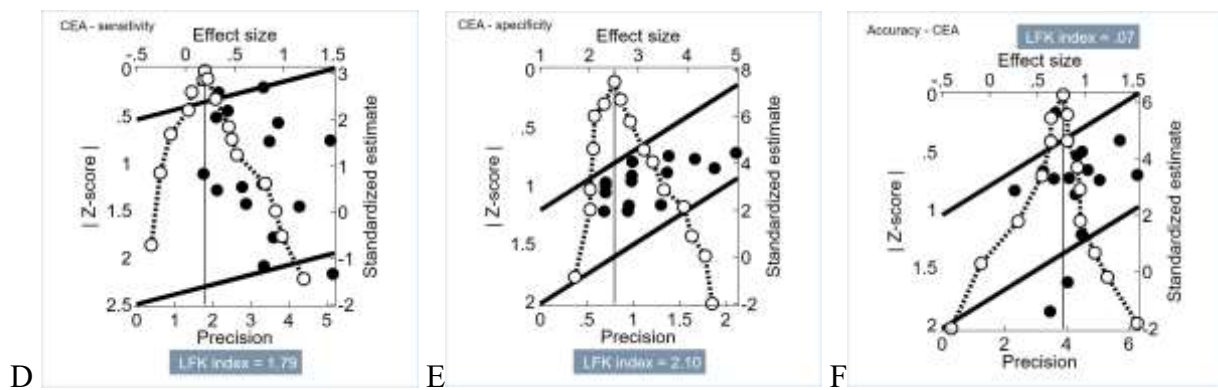 CEA - sensitivity
Effect size
-.5 0 .5 1 1.5
0 .5 1 1.5 2 2.5
| Z-score |
3 2 1 0 -1 -2
Standardized estimate
0 1 2 3 4 5
Precision
LFK index = 1.79
D
CEA - specificity
Effect size
1 2 3 4 5
0 .5 1 1.5 2
| Z-score |
8 6 4 2 0 -2
Standardized estimate
0 .5 1 1.5 2
Precision
LFK index = 2.10
E
Accuracy - CEA
LFK index = .07
Effect size
-.5 0 .5 1 1.5
0 .5 1 1.5 2
| Z-score |
6 4 2 0 -2
Standardized estimate
0 2 4 6
Precision
F